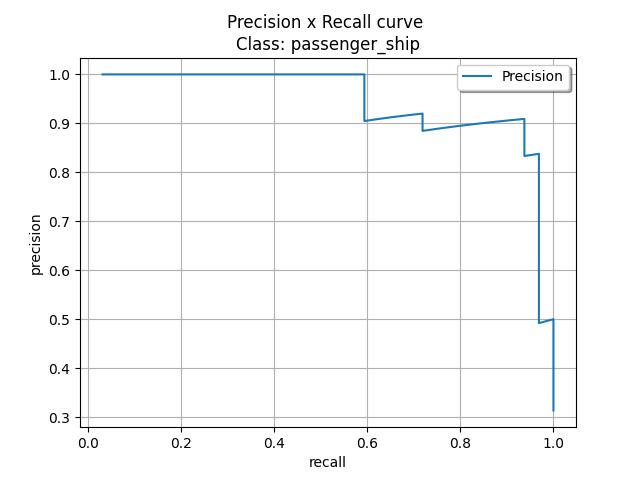 Precision x Recall curve
Class: passenger_ship
Precision
precision
1.0
0.9
0.8
0.7
0.6
0.5
0.4
0.3
0.0 0.2 0.4 0.6 0.8 1.0
recall